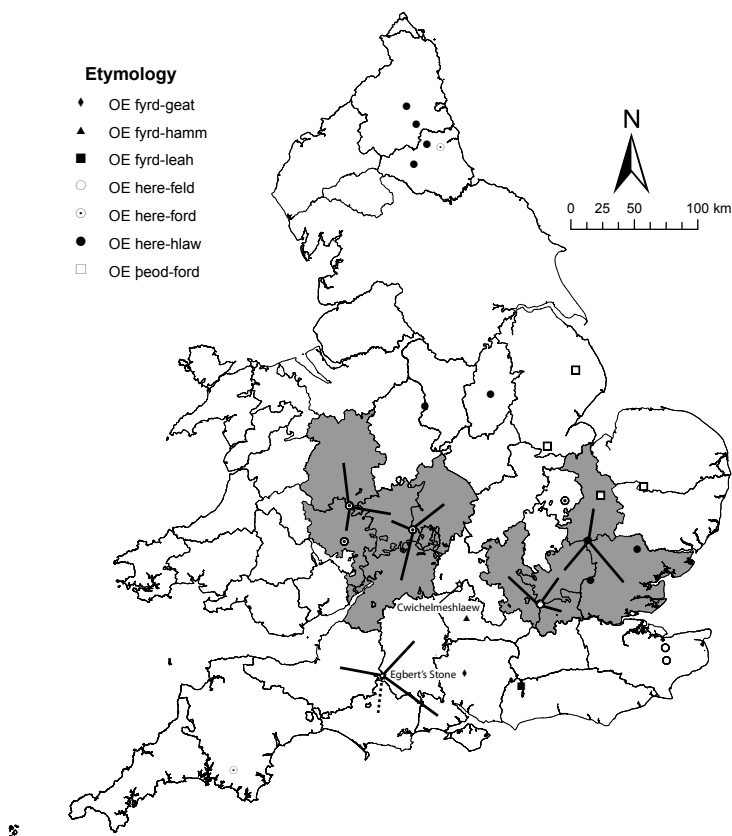 Etymology
OE fyrd-geat
OE fyrd-hamm
OE fyrd-leah
OE here-feld
OE here-ford
OE here-hlaw
OE þeod-ford
N
0 25 50 100 km
Cwichelmeshlaew
Egbert's Stone